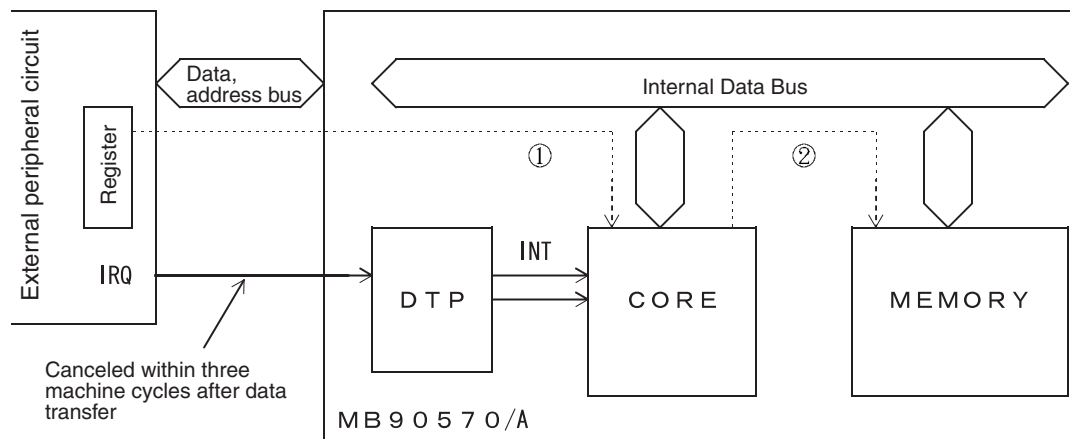 External peripheral circuit
Data,
address bus
Internal Data Bus
Register
①
②
IRQ
INT
DTP
CORE
MEMORY
Canceled within three
machine cycles after data
transfer
MB90570/A